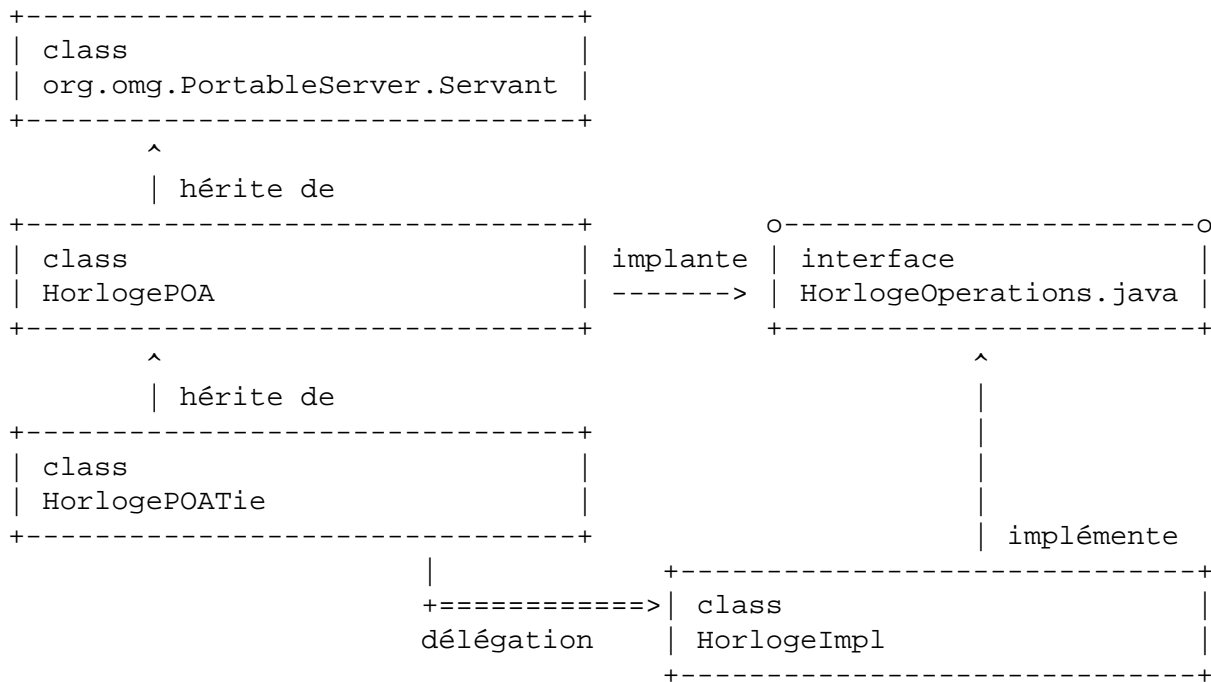 class
org.omg.PortableServer.Servant
hérite de
class
HorlogePOA
implante
interface
HorlogeOperations.java
hérite de
class
HorlogePOATie
implémente
délégation
class
HorlogeImpl